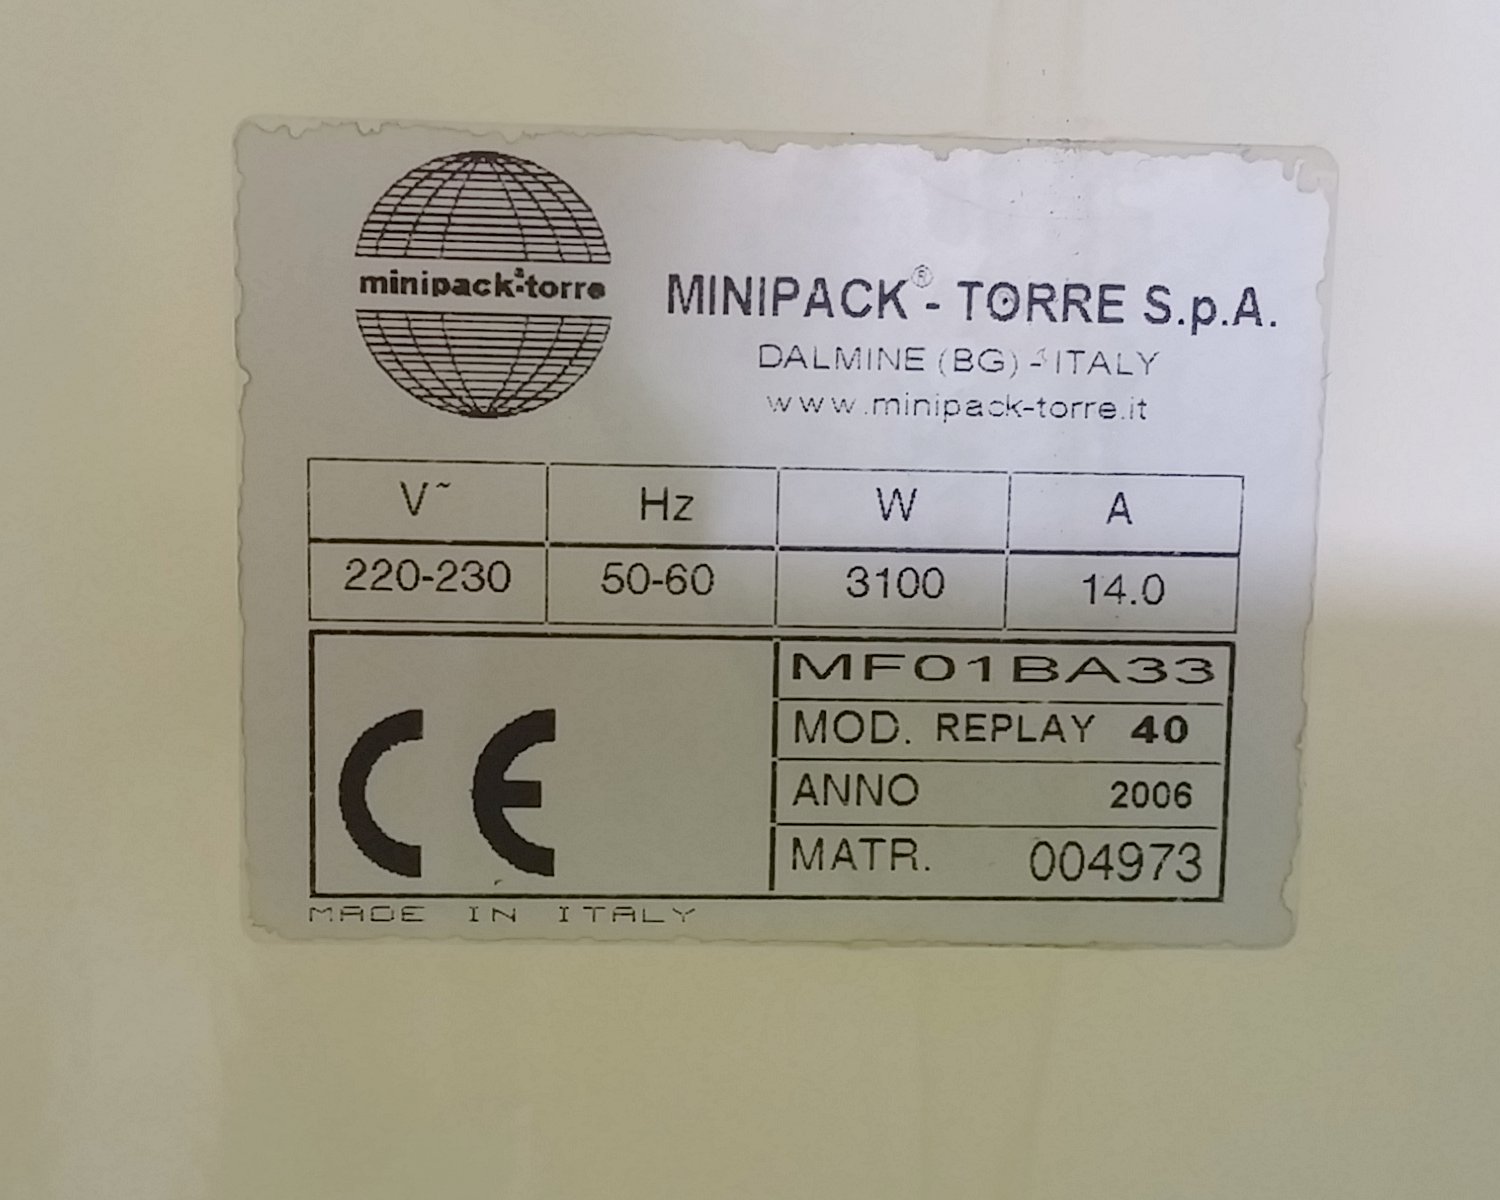 minipack-torre
MINIPACK® - TORRE S.p.A.
DALMINE (BG) - ITALY
www.minipack-torre.it
V~ Hz W A
220-230 50-60 3100 14.0
MF01BA33
MOD. REPLAY 40
ANNO 2006
MATR. 004973
CE
MADE IN ITALY